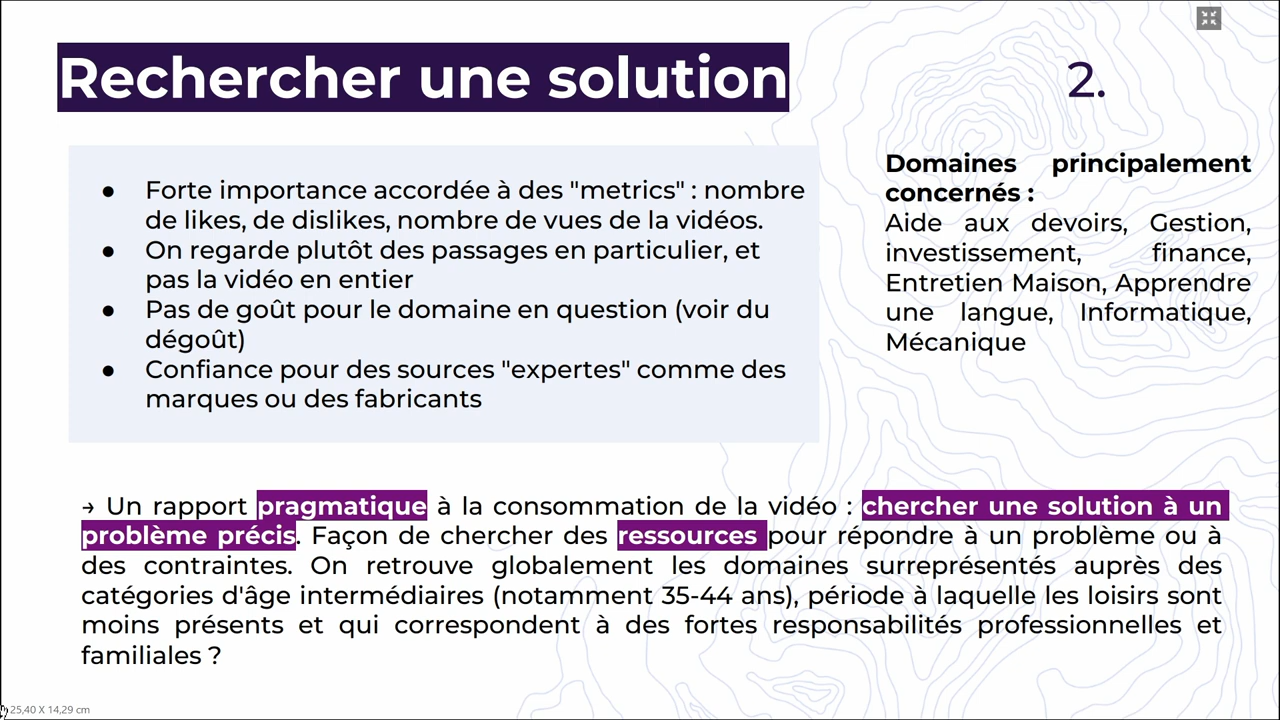 Rechercher une solution
2.
● Forte importance accordée à des "metrics" : nombre
de likes, de dislikes, nombre de vues de la vidéos.
● On regarde plutôt des passages en particulier, et
pas la vidéo en entier
● Pas de goût pour le domaine en question (voir du
dégoût)
● Confiance pour des sources "expertes" comme des
marques ou des fabricants
Domaines principalement
concernés :
Aide aux devoirs, Gestion,
investissement, finance,
Entretien Maison, Apprendre
une langue, Informatique,
Mécanique
→ Un rapport pragmatique à la consommation de la vidéo : chercher une solution à un
problème précis. Façon de chercher des ressources pour répondre à un problème ou à
des contraintes. On retrouve globalement les domaines surreprésentés auprès des
catégories d'âge intermédiaires (notamment 35-44 ans), période à laquelle les loisirs sont
moins présents et qui correspondent à des fortes responsabilités professionnelles et
familiales ?
25,40 X 14,29 cm